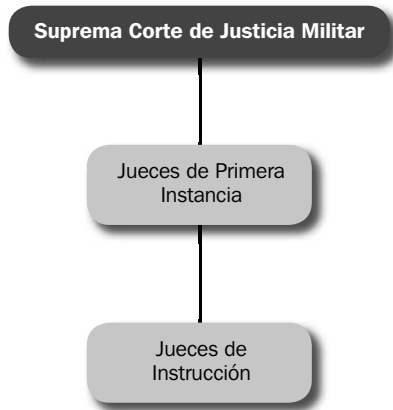 Suprema Corte de Justicia Militar
Jueces de Primera
Instancia
Jueces de
Instrucción